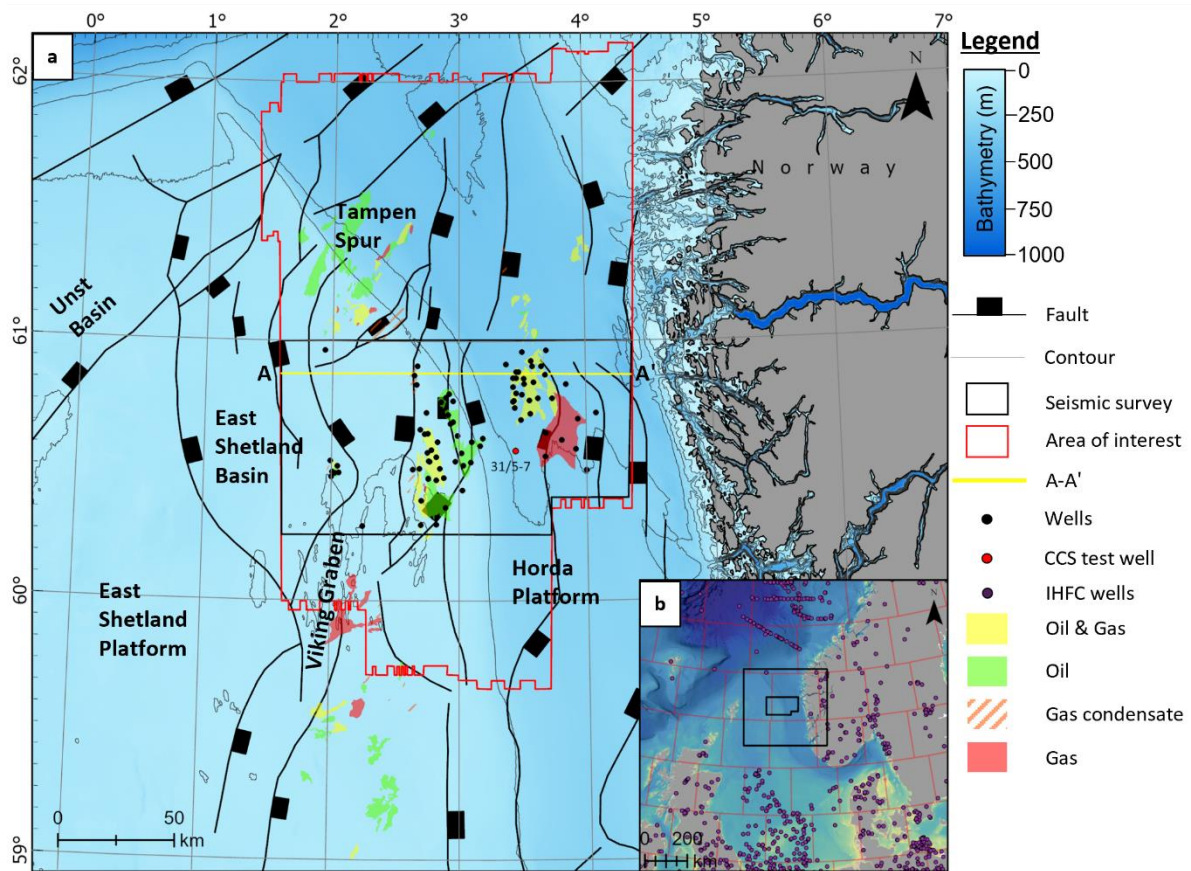 0° 1° 2° 3° 4° 5° 6° 7°
a
62°
61°
60°
59°
N
Norway
Tampen
Spur
Unst
Basin
A
A'
East
Shetland
Basin
31/5-7
East
Shetland
Platform
Viking Graben
Horda
Platform
0 50
km
b
N
0 200
km
Legend
Bathymetry (m)
0
250
500
750
1000
Fault
Contour
Seismic survey
Area of interest
A-A'
Wells
CCS test well
IHFC wells
Oil & Gas
Oil
Gas condensate
Gas